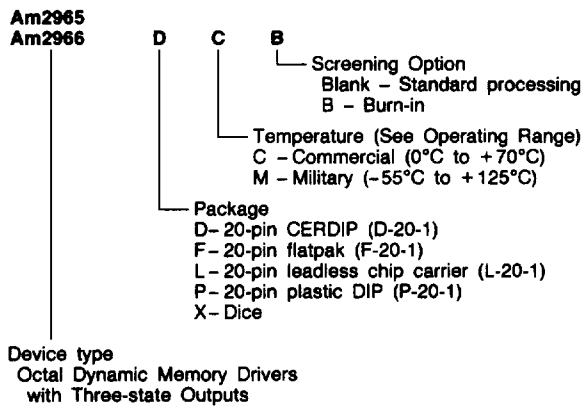 Am2965
Am2966 D C B
Screening Option
Blank – Standard processing
B – Burn-in
Temperature (See Operating Range)
C – Commercial (0°C to +70°C)
M – Military (–55°C to +125°C)
Package
D – 20-pin CERDIP (D-20-1)
F – 20-pin flatpak (F-20-1)
L – 20-pin leadless chip carrier (L-20-1)
P – 20-pin plastic DIP (P-20-1)
X – Dice
Device type
Octal Dynamic Memory Drivers
with Three-state Outputs